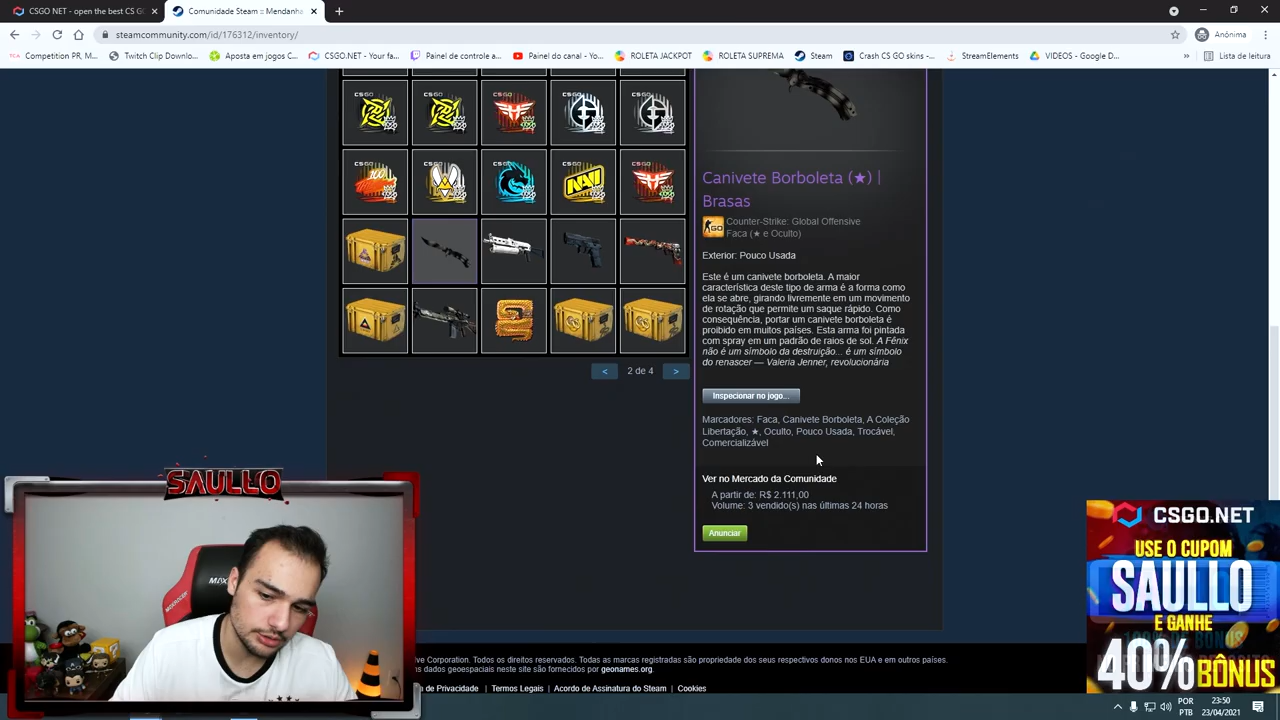 CSGO NET - open the best CS G
Comunidade Steam :: Mendanha
steamcommunity.com/id/176312/inventory/
Anônima
Competition PR, M...
Twitch Clip Downlo...
Aposta em jogos C...
CSGO.NET - Your fa...
Painel de controle a...
Painel do canal - Yo...
ROLETA JACKPOT
ROLETA SUPREMA
Steam
Crash CS GO skins -...
StreamElements
VIDEOS - Google D...
»
Lista de leitura
Canivete Borboleta (★) |
Brasas
Counter-Strike: Global Offensive
Faca (★ e Oculto)
Exterior: Pouco Usada
Este é um canivete borboleta. A maior
característica deste tipo de arma é a forma como
ela se abre, girando livremente em um movimento
de rotação que permite um saque rápido. Como
consequência, portar um canivete borboleta é
proibido em muitos países. Esta arma foi pintada
com spray em um padrão de raios de sol. A Fênix
não é um símbolo da destruição... é um símbolo
do renascer — Valeria Jenner, revolucionária
< 2 de 4 >
Inspecionar no jogo...
Marcadores: Faca, Canivete Borboleta, A Coleção
Libertação, ★, Oculto, Pouco Usada, Trocável,
Comercializável
Ver no Mercado da Comunidade
A partir de: R$ 2.111,00
Volume: 3 vendido(s) nas últimas 24 horas
Anunciar
SAULLO
CSGO.NET
USE O CUPOM
SAULLO
E GANHE
40% BÔNUS
ve Corporation. Todos os direitos reservados. Todas as marcas registradas são propriedade dos seus respectivos donos nos EUA e em outros países.
ns dados geoespaciais neste site são fornecidos por geonames.org.
a de Privacidade | Termos Legais | Acordo de Assinatura do Steam | Cookies
POR
PTB
23:50
23/04/2021